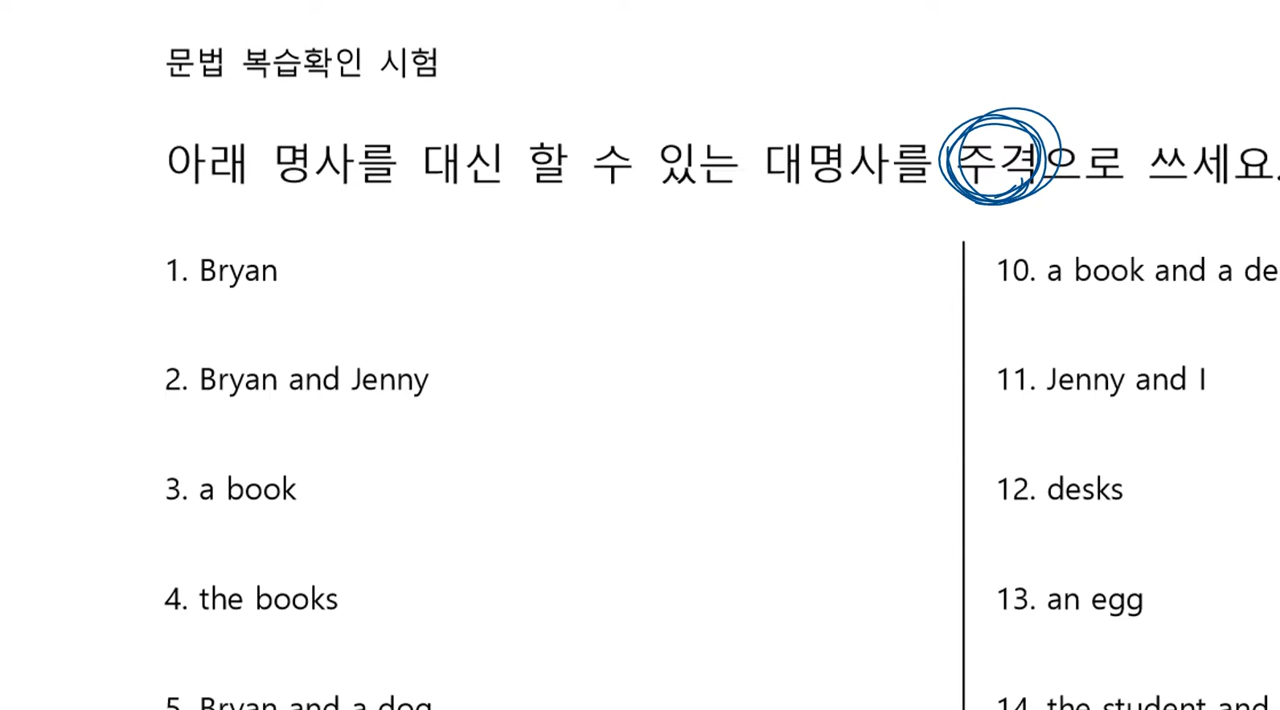 문법 복습확인 시험
아래 명사를 대신 할 수 있는 대명사를 주격으로 쓰세요.
1. Bryan
2. Bryan and Jenny
3. a book
4. the books
5. Bryan and a dog
10. a book and a de
11. Jenny and I
12. desks
13. an egg
14. the student and